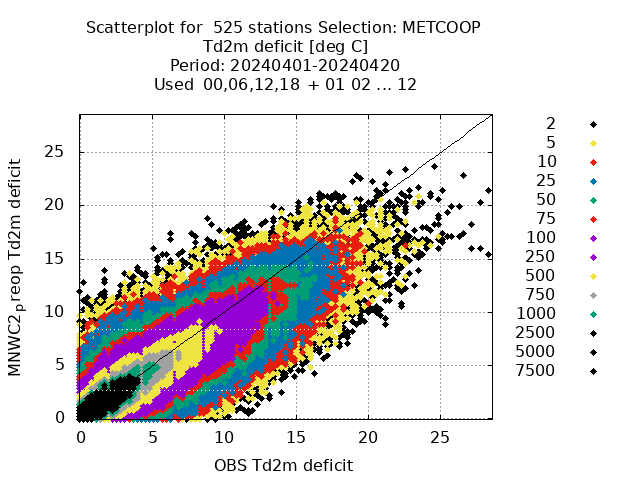 Scatterplot for  525 stations Selection: METCOOP
Td2m deficit [deg C]
Period: 20240401-20240420
Used  00,06,12,18 + 01 02 ... 12
MNWC2preop Td2m deficit
25
20
15
10
5
0
0 5 10 15 20 25
OBS Td2m deficit
2
5
10
25
50
75
100
250
500
750
1000
2500
5000
7500